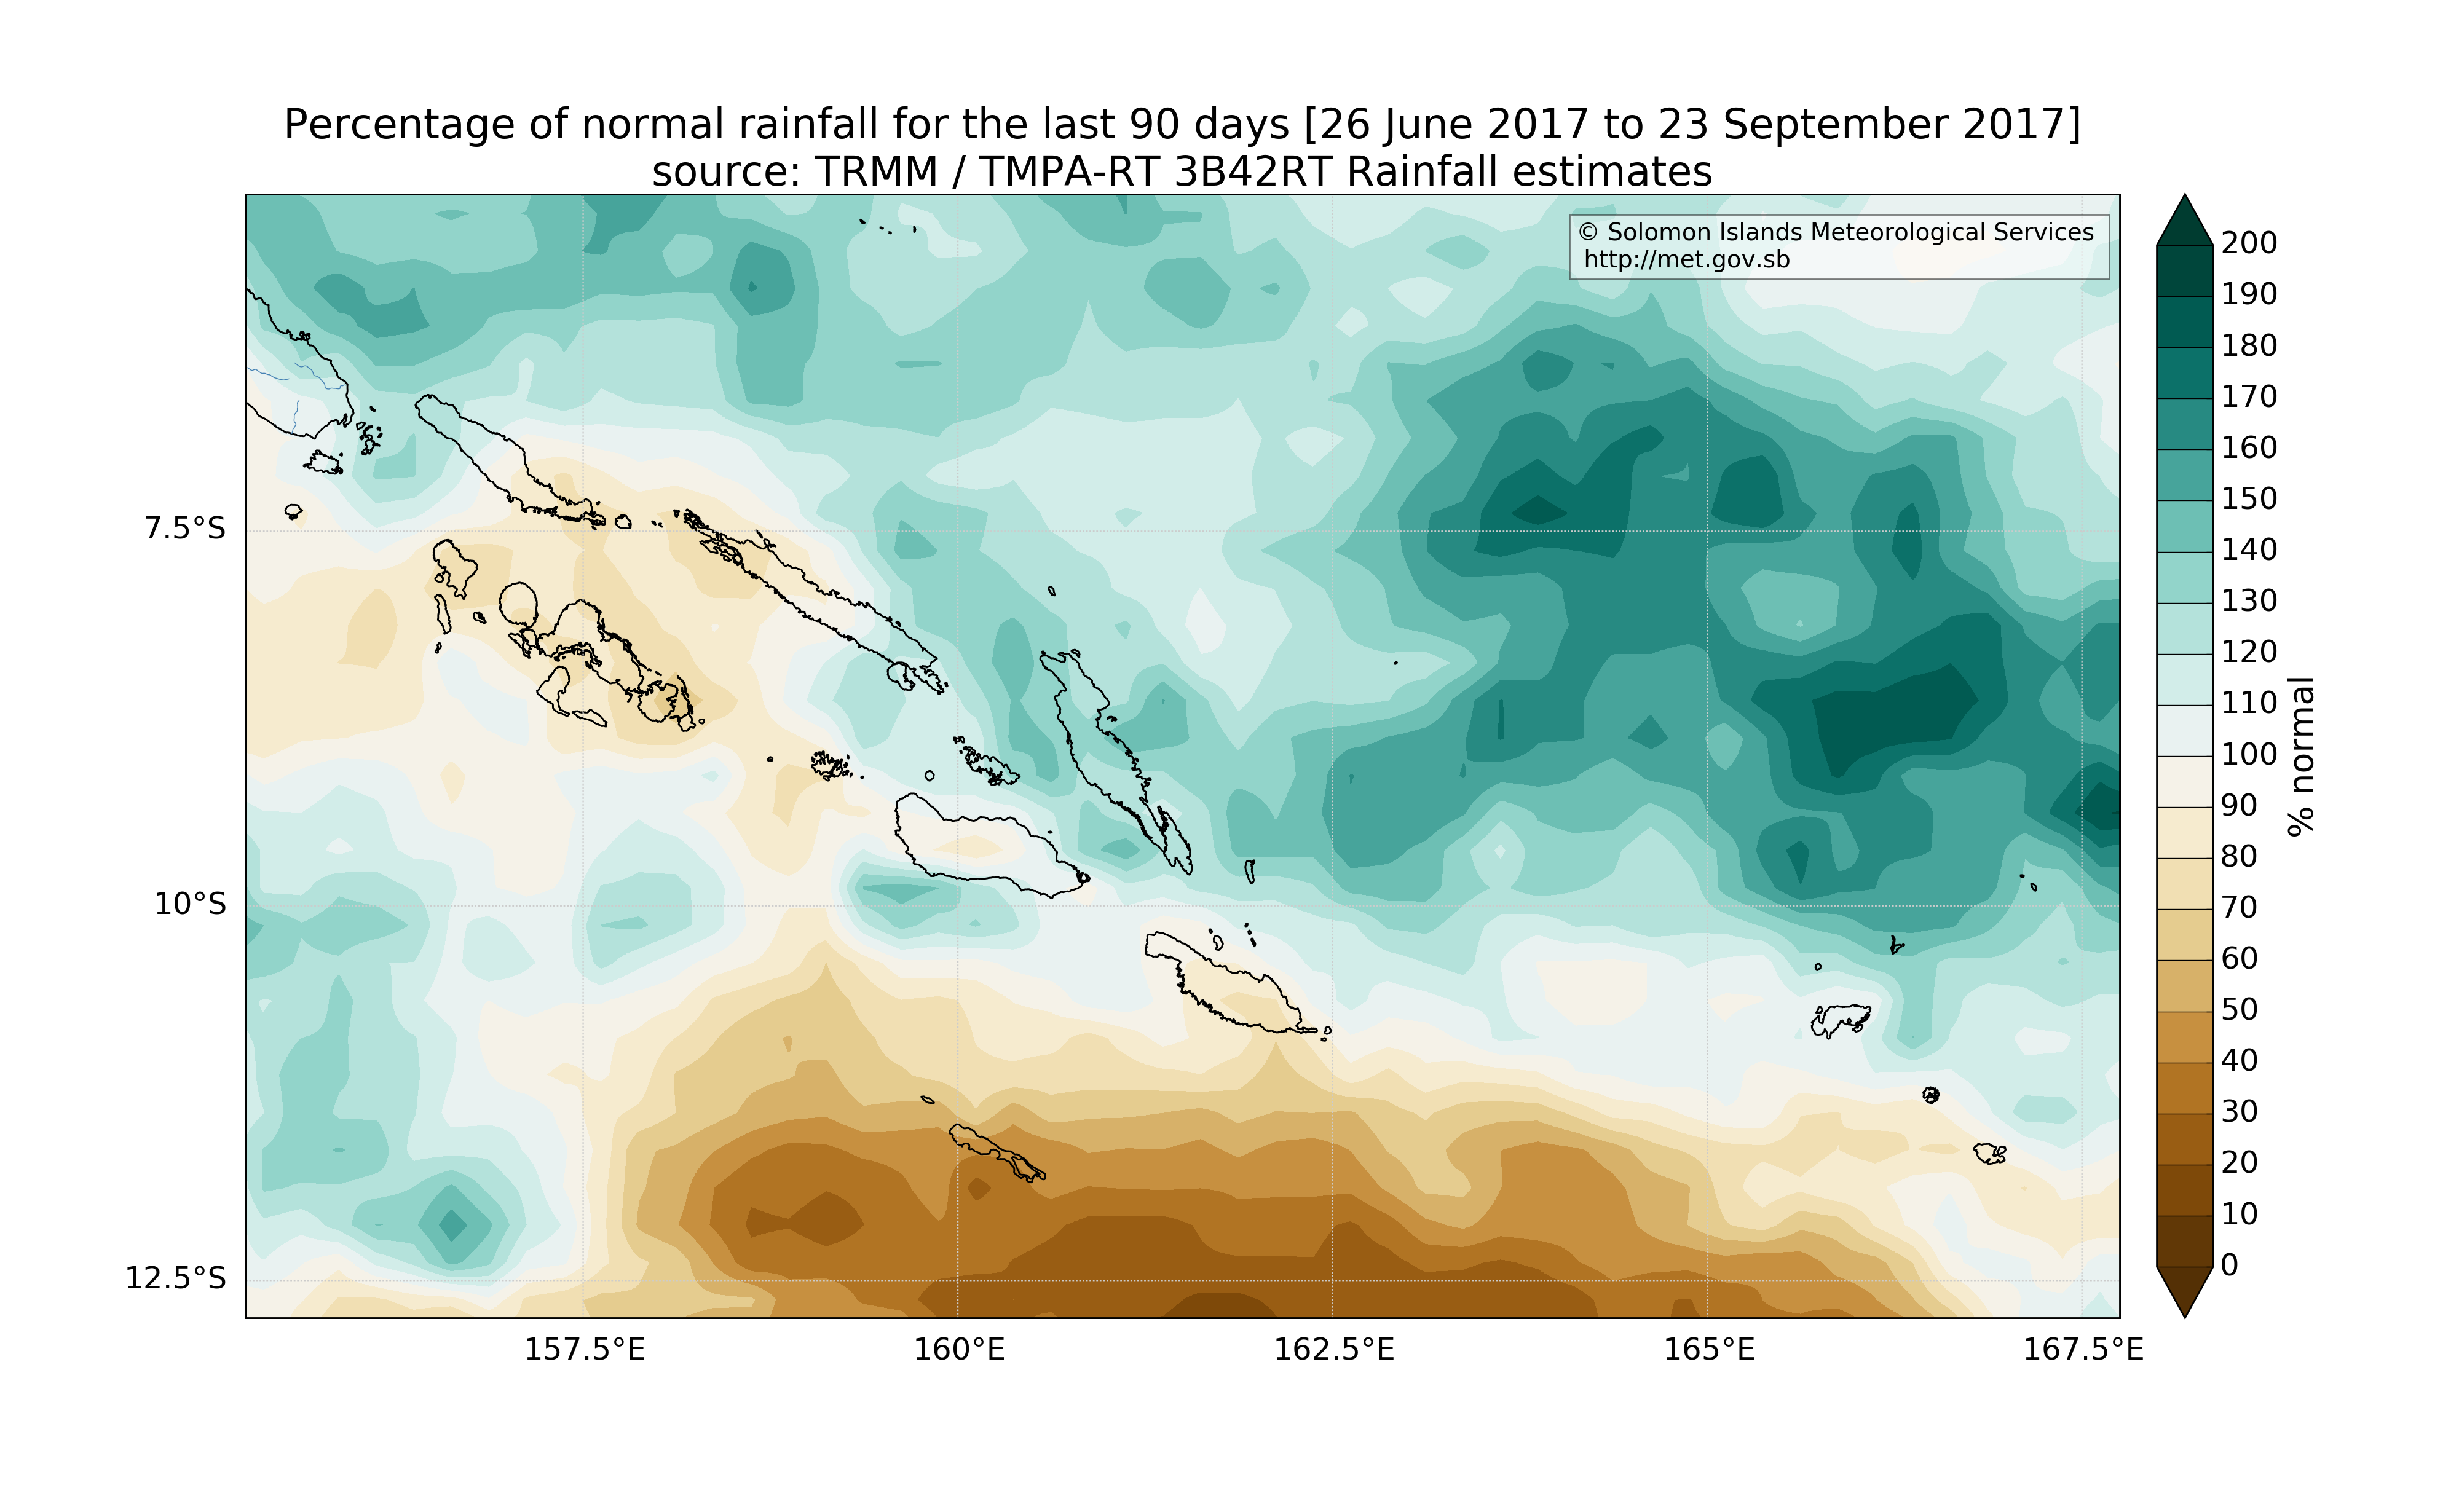 Percentage of normal rainfall for the last 90 days [26 June 2017 to 23 September 2017]
source: TRMM / TMPA-RT 3B42RT Rainfall estimates
© Solomon Islands Meteorological Services
http://met.gov.sb
7.5°S
10°S
12.5°S
157.5°E
160°E
162.5°E
165°E
167.5°E
200
190
180
170
160
150
140
130
120
110
100
90
80
70
60
50
40
30
20
10
0
% normal